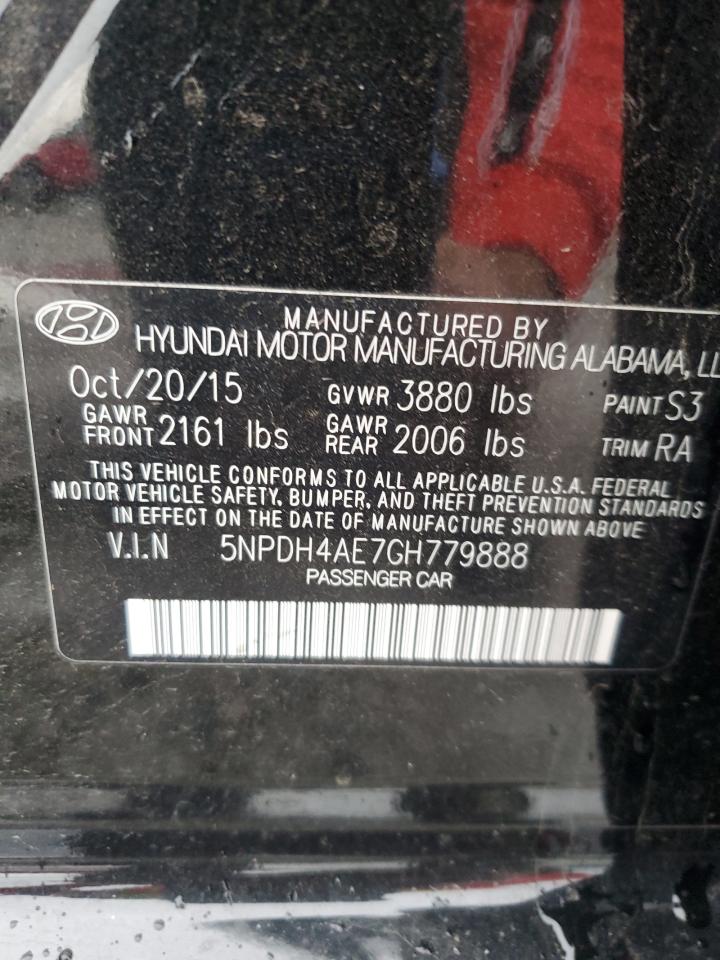 MANUFACTURED BY
HYUNDAI MOTOR MANUFACTURING ALABAMA, LL
Oct/20/15 GVWR 3880 lbs PAINT S3
GAWR FRONT 2161 lbs GAWR REAR 2006 lbs TRIM RA
THIS VEHICLE CONFORMS TO ALL APPLICABLE U.S.A. FEDERAL
MOTOR VEHICLE SAFETY, BUMPER, AND THEFT PREVENTION STANDARDS
IN EFFECT ON THE DATE OF MANUFACTURE SHOWN ABOVE
V.I.N 5NPDH4AE7GH779888
PASSENGER CAR